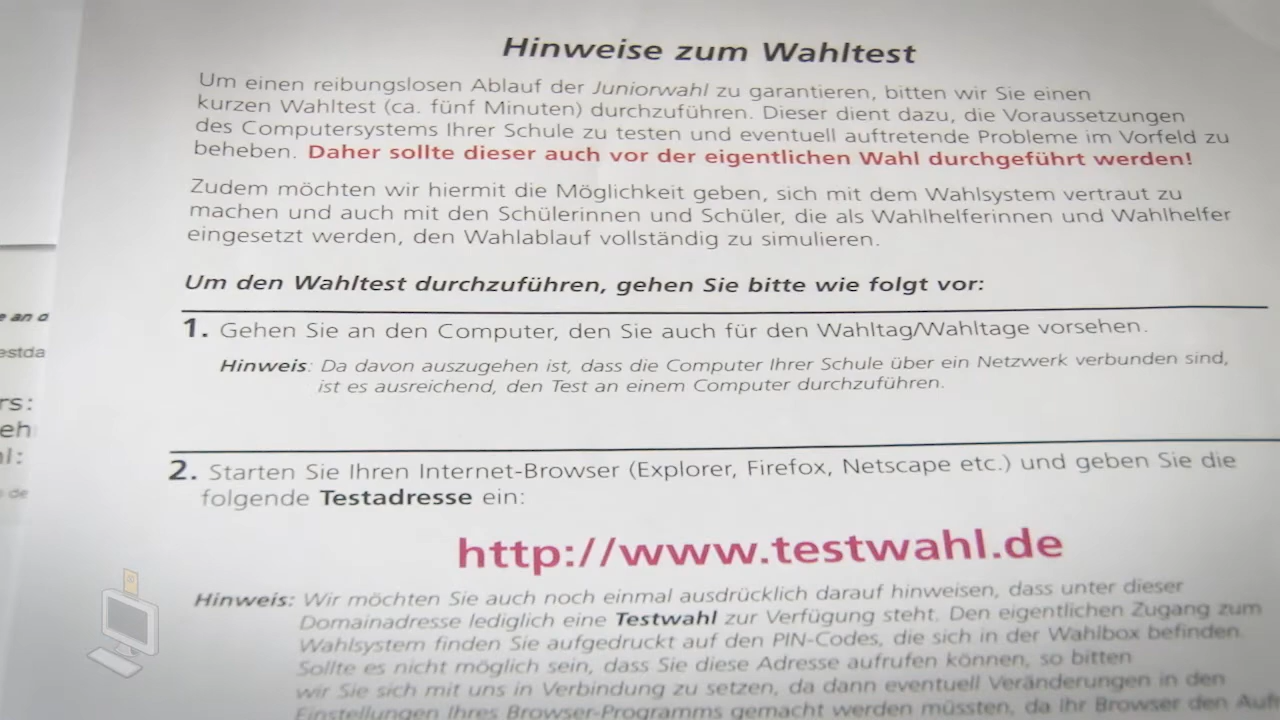 Hinweise zum Wahltest
Um einen reibungslosen Ablauf der Juniorwahl zu garantieren, bitten wir Sie einen
kurzen Wahltest (ca. fünf Minuten) durchzuführen. Dieser dient dazu, die Voraussetzungen
des Computersystems Ihrer Schule zu testen und eventuell auftretende Probleme im Vorfeld zu
beheben. Daher sollte dieser auch vor der eigentlichen Wahl durchgeführt werden!
Zudem möchten wir hiermit die Möglichkeit geben, sich mit dem Wahlsystem vertraut zu
machen und auch mit den Schülerinnen und Schüler, die als Wahlhelferinnen und Wahlhelfer
eingesetzt werden, den Wahlablauf vollständig zu simulieren.
Um den Wahltest durchzuführen, gehen Sie bitte wie folgt vor:
1. Gehen Sie an den Computer, den Sie auch für den Wahltag/Wahltage vorsehen.
Hinweis: Da davon auszugehen ist, dass die Computer Ihrer Schule über ein Netzwerk verbunden sind,
ist es ausreichend, den Test an einem Computer durchzuführen.
2. Starten Sie Ihren Internet-Browser (Explorer, Firefox, Netscape etc.) und geben Sie die
folgende Testadresse ein:
http://www.testwahl.de
Hinweis: Wir möchten Sie auch noch einmal ausdrücklich darauf hinweisen, dass unter dieser
Domainadresse lediglich eine Testwahl zur Verfügung steht. Den eigentlichen Zugang zum
Wahlsystem finden Sie aufgedruckt auf den PIN-Codes, die sich in der Wahlbox befinden.
Sollte es nicht möglich sein, dass Sie diese Adresse aufrufen können, so bitten
wir Sie sich mit uns in Verbindung zu setzen, da dann eventuell Veränderungen in den
Einstellungen Ihres Browser-Programms gemacht werden müssten, da Ihr Browser den